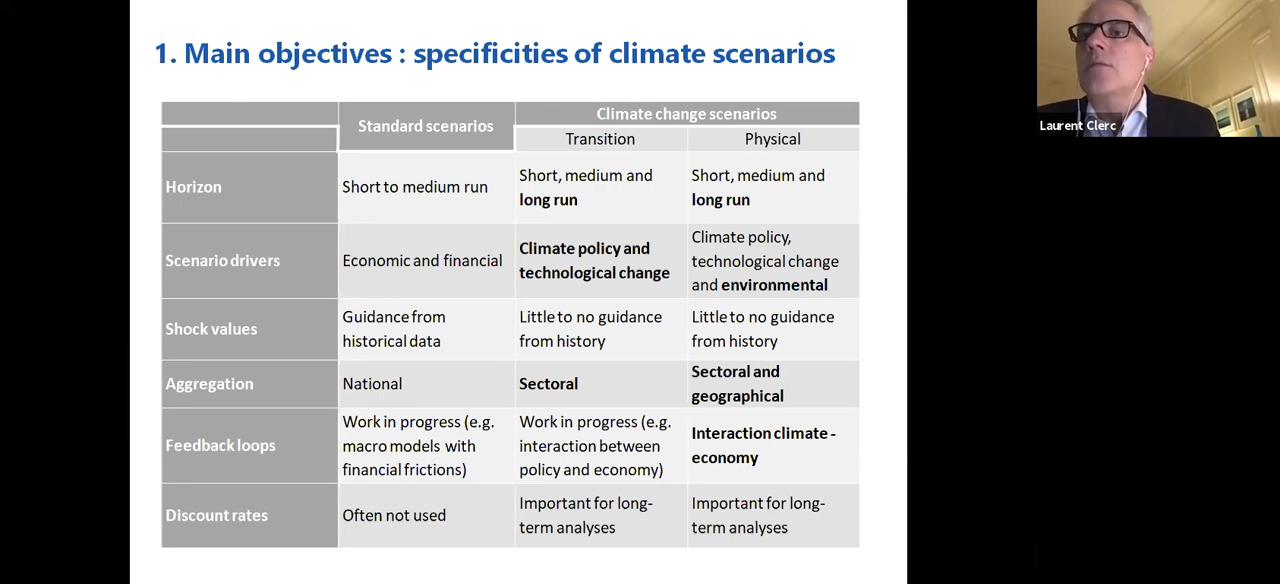 1. Main objectives : specificities of climate scenarios
Laurent Clerc
Standard scenarios
Climate change scenarios
Transition
Physical
Horizon
Short to medium run
Short, medium and
long run
Short, medium and
long run
Scenario drivers
Economic and financial
Climate policy and
technological change
Climate policy,
technological change
and environmental
Shock values
Guidance from
historical data
Little to no guidance
from history
Little to no guidance
from history
Aggregation
National
Sectoral
Sectoral and
geographical
Feedback loops
Work in progress (e.g.
macro models with
financial frictions)
Work in progress (e.g.
interaction between
policy and economy)
Interaction climate -
economy
Discount rates
Often not used
Important for long-
term analyses
Important for long-
term analyses